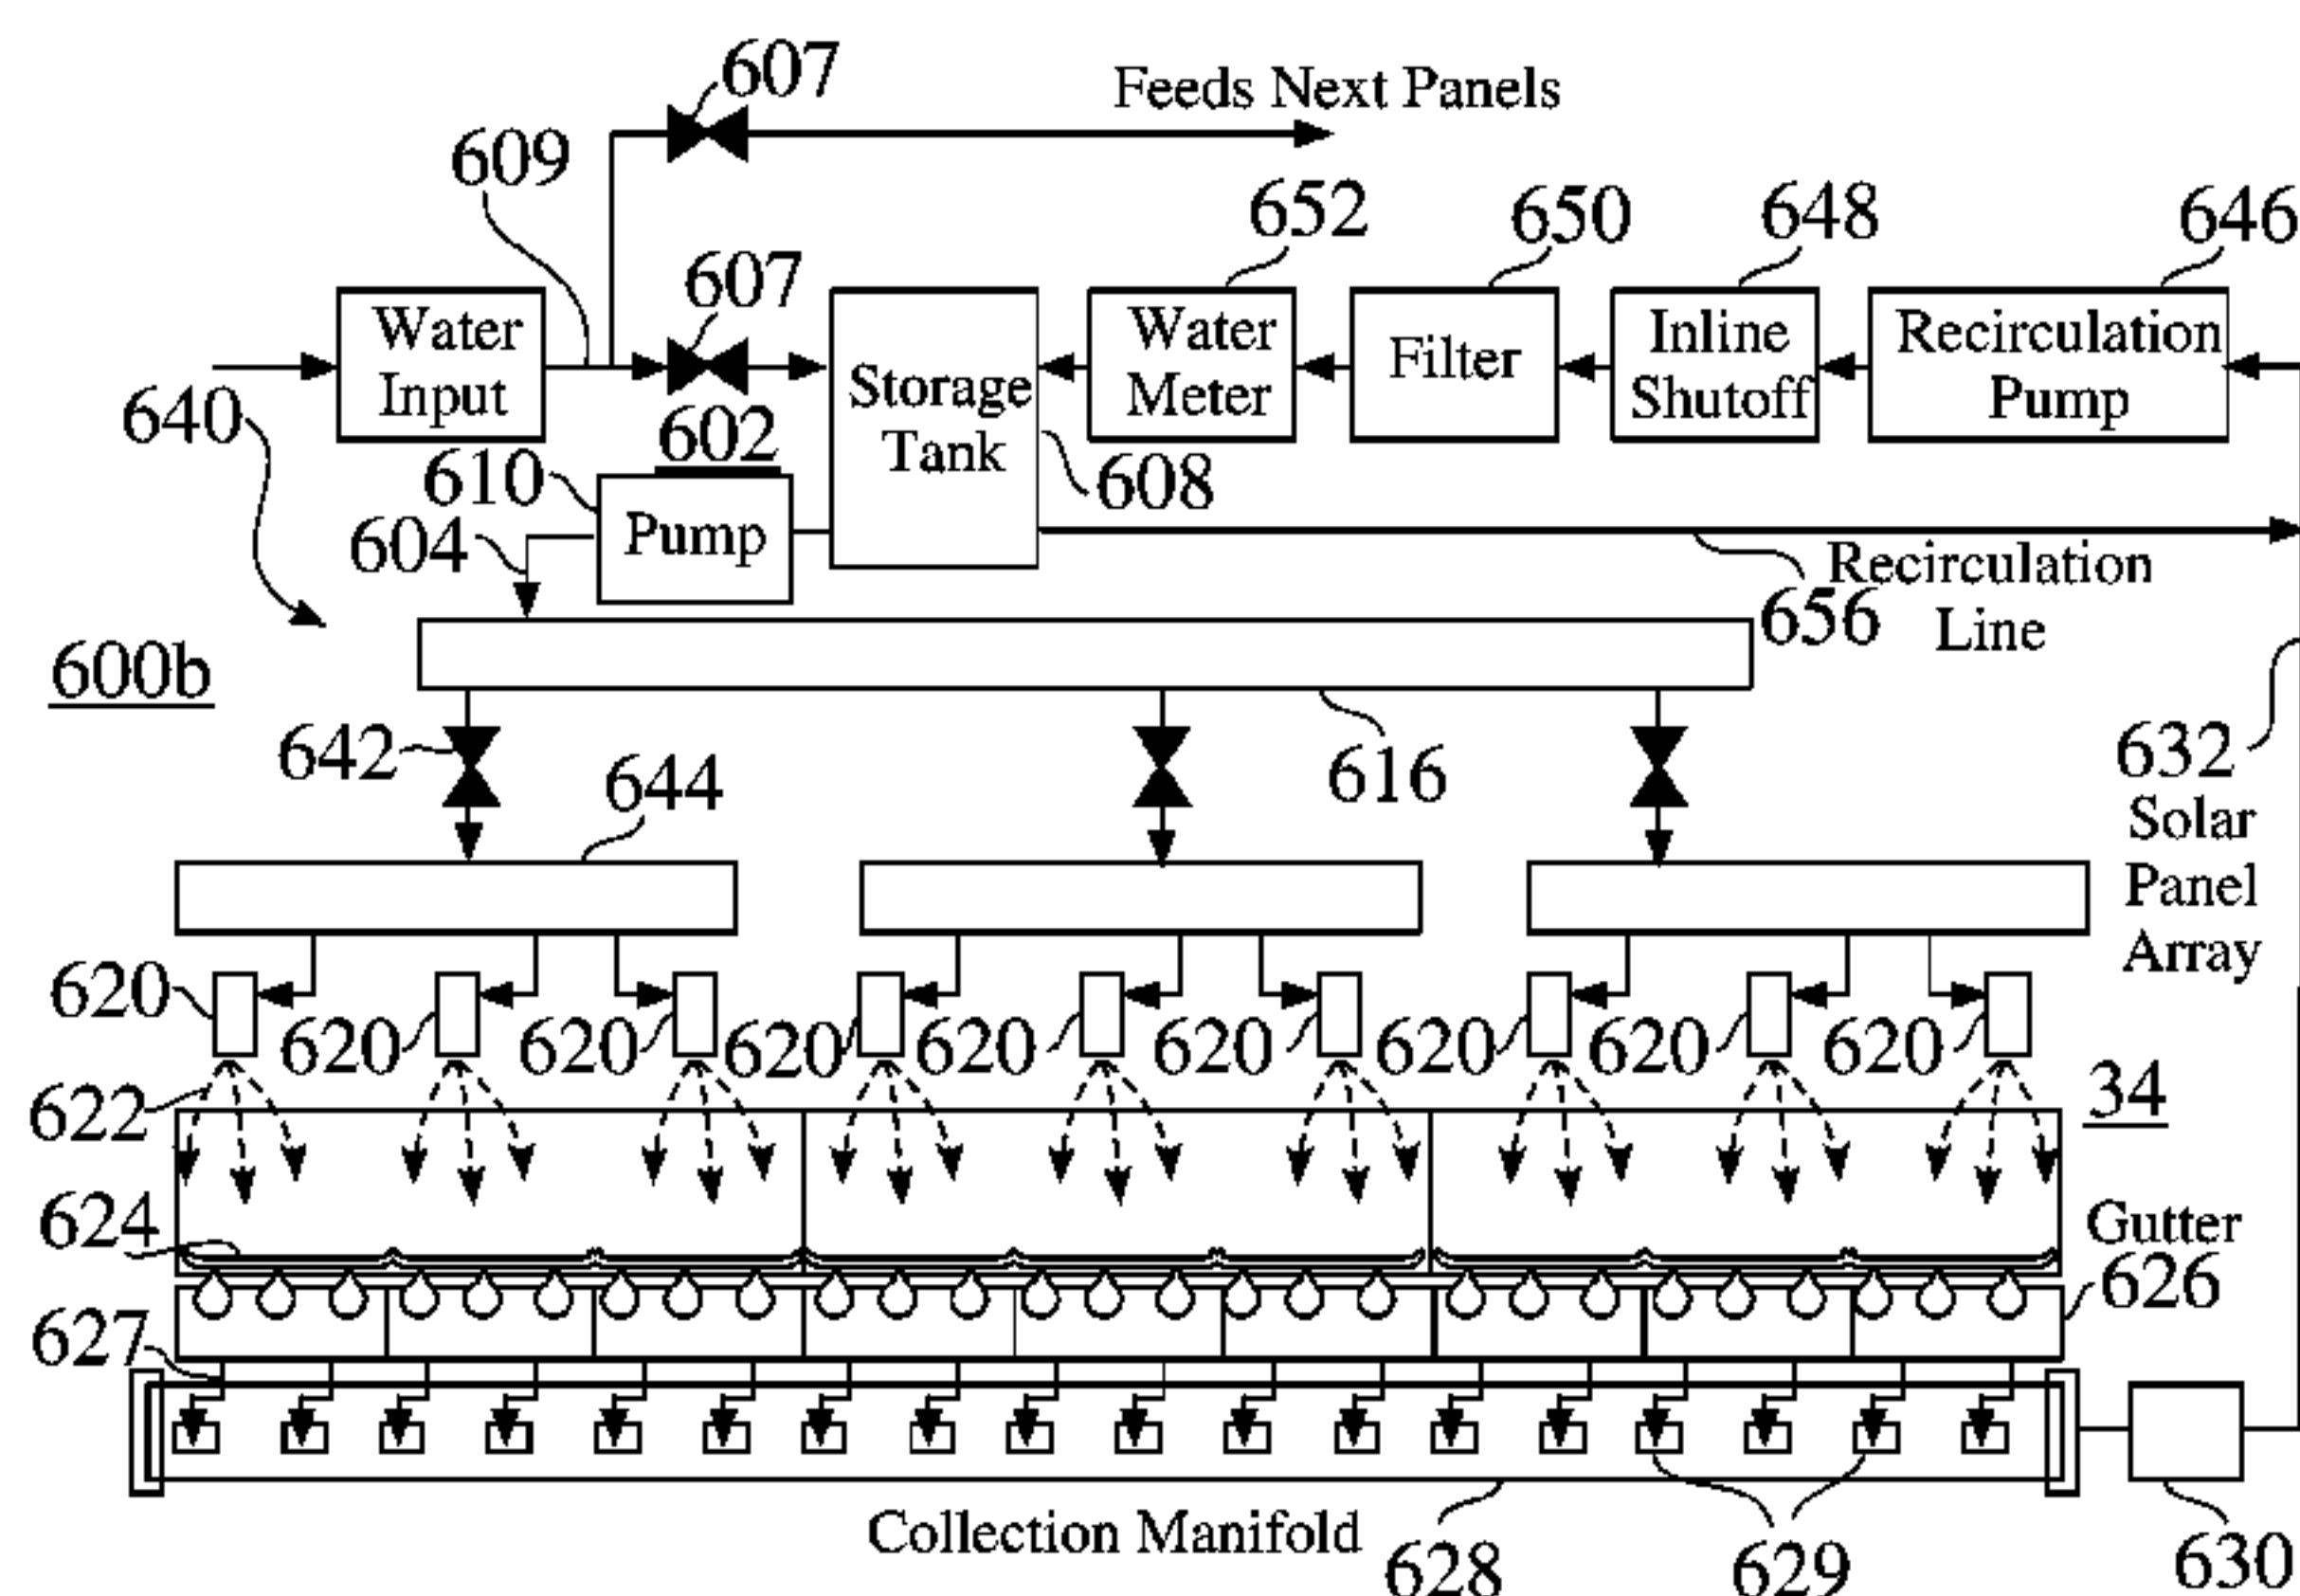 607
Feeds Next Panels
609
652
650
648
646
607
Water
Input
Storage
Tank
Water
Meter
Filter
Inline
Shutoff
Recirculation
Pump
640
602
610
608
604
Pump
Recirculation
Line
656
600b
632
642
644
616
Solar
Panel
Array
620
620
620
620
620
620
620
620
620
622
34
624
Gutter
626
627
Collection Manifold
628
629
630